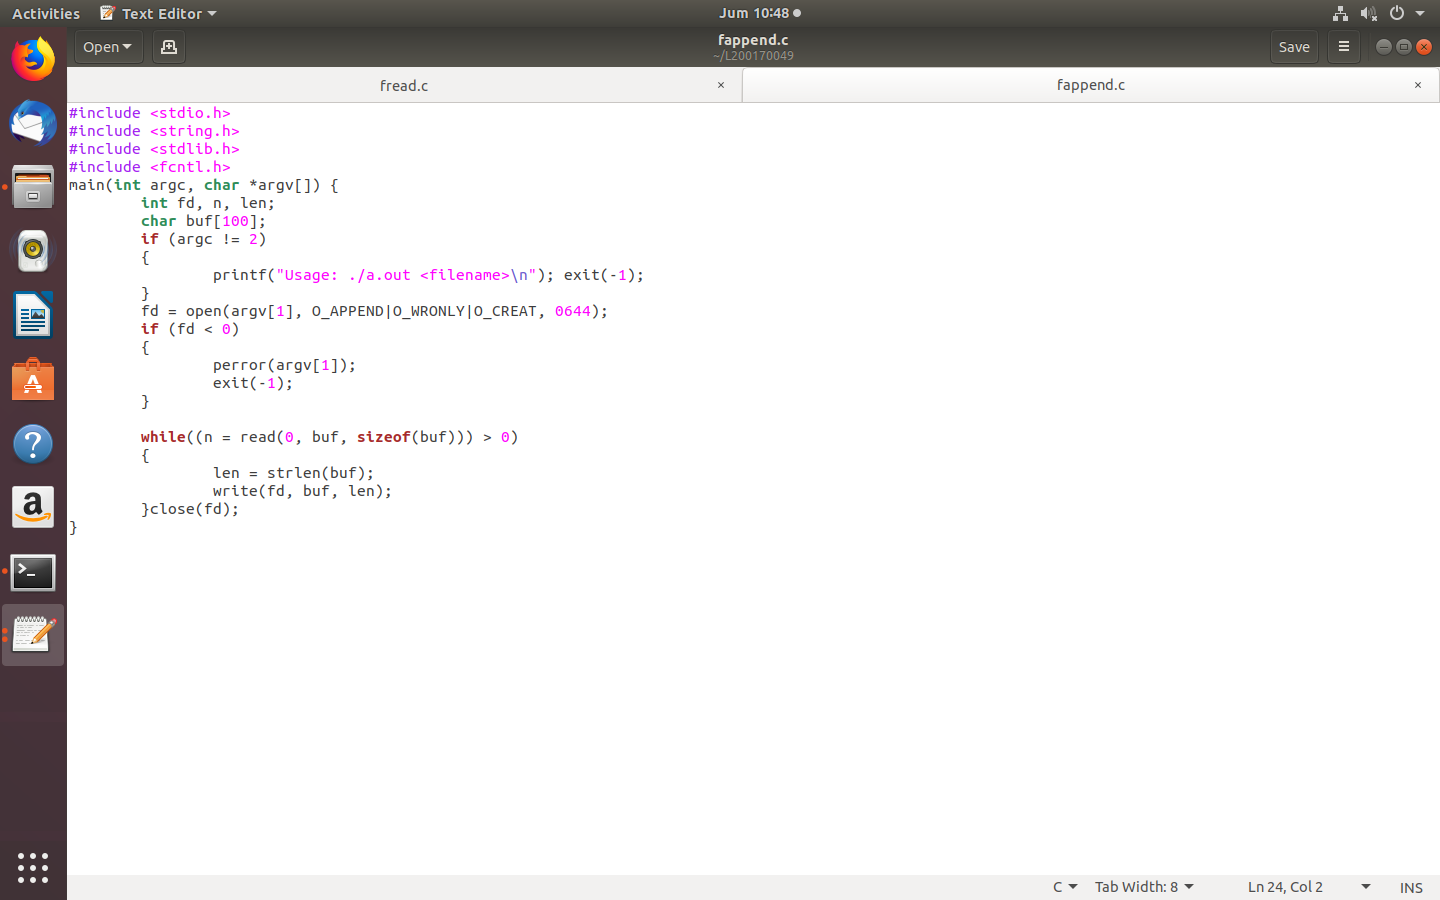 Activities Text Editor Jum 10:48
Open fappend.c Save
~/L200170049
fread.c × fappend.c ×
#include <stdio.h>
#include <string.h>
#include <stdlib.h>
#include <fcntl.h>
main(int argc, char *argv[]) {
        int fd, n, len;
        char buf[100];
        if (argc != 2)
        {
                printf("Usage: ./a.out <filename>\n"); exit(-1);
        }
        fd = open(argv[1], O_APPEND|O_WRONLY|O_CREAT, 0644);
        if (fd < 0)
        {
                perror(argv[1]);
                exit(-1);
        }

        while((n = read(0, buf, sizeof(buf))) > 0)
        {
                len = strlen(buf);
                write(fd, buf, len);
        }close(fd);
}
C Tab Width: 8 Ln 24, Col 2 INS